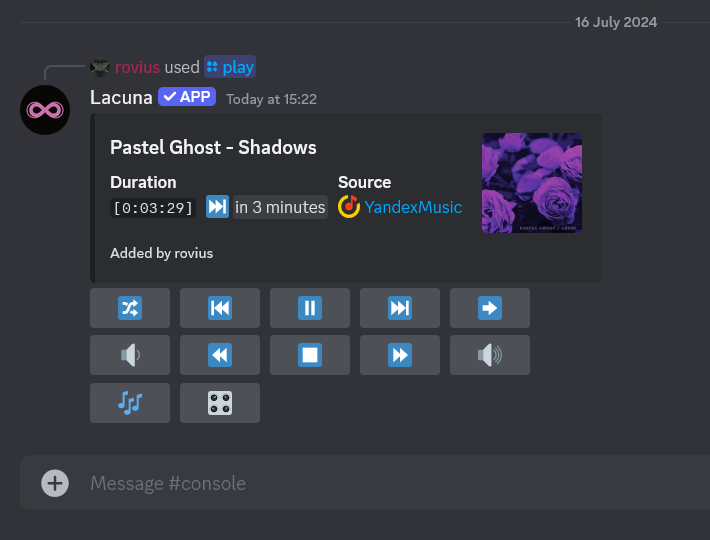 16 July 2024
rovius used play
Lacuna APP Today at 15:22
Pastel Ghost - Shadows
Duration Source
[0:03:29] in 3 minutes YandexMusic
Added by rovius
Message #console